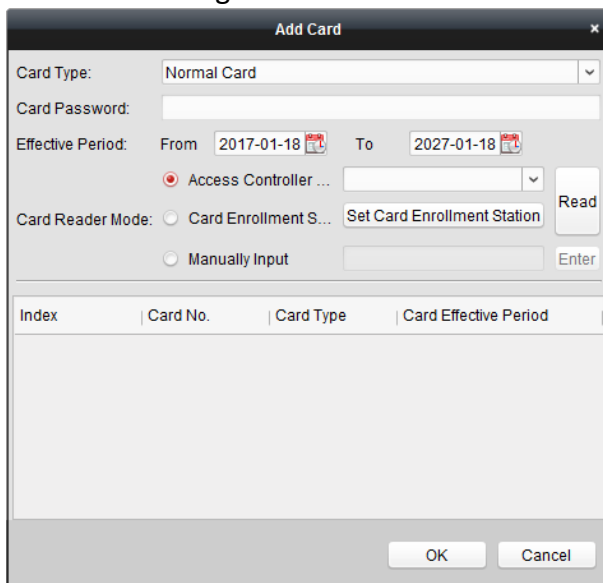 Add Card ×
Card Type: Normal Card
Card Password:
Effective Period: From 2017-01-18 To 2027-01-18
Access Controller ...
Read
Card Reader Mode: Card Enrollment S... Set Card Enrollment Station
Manually Input Enter
Index Card No. Card Type Card Effective Period
OK Cancel